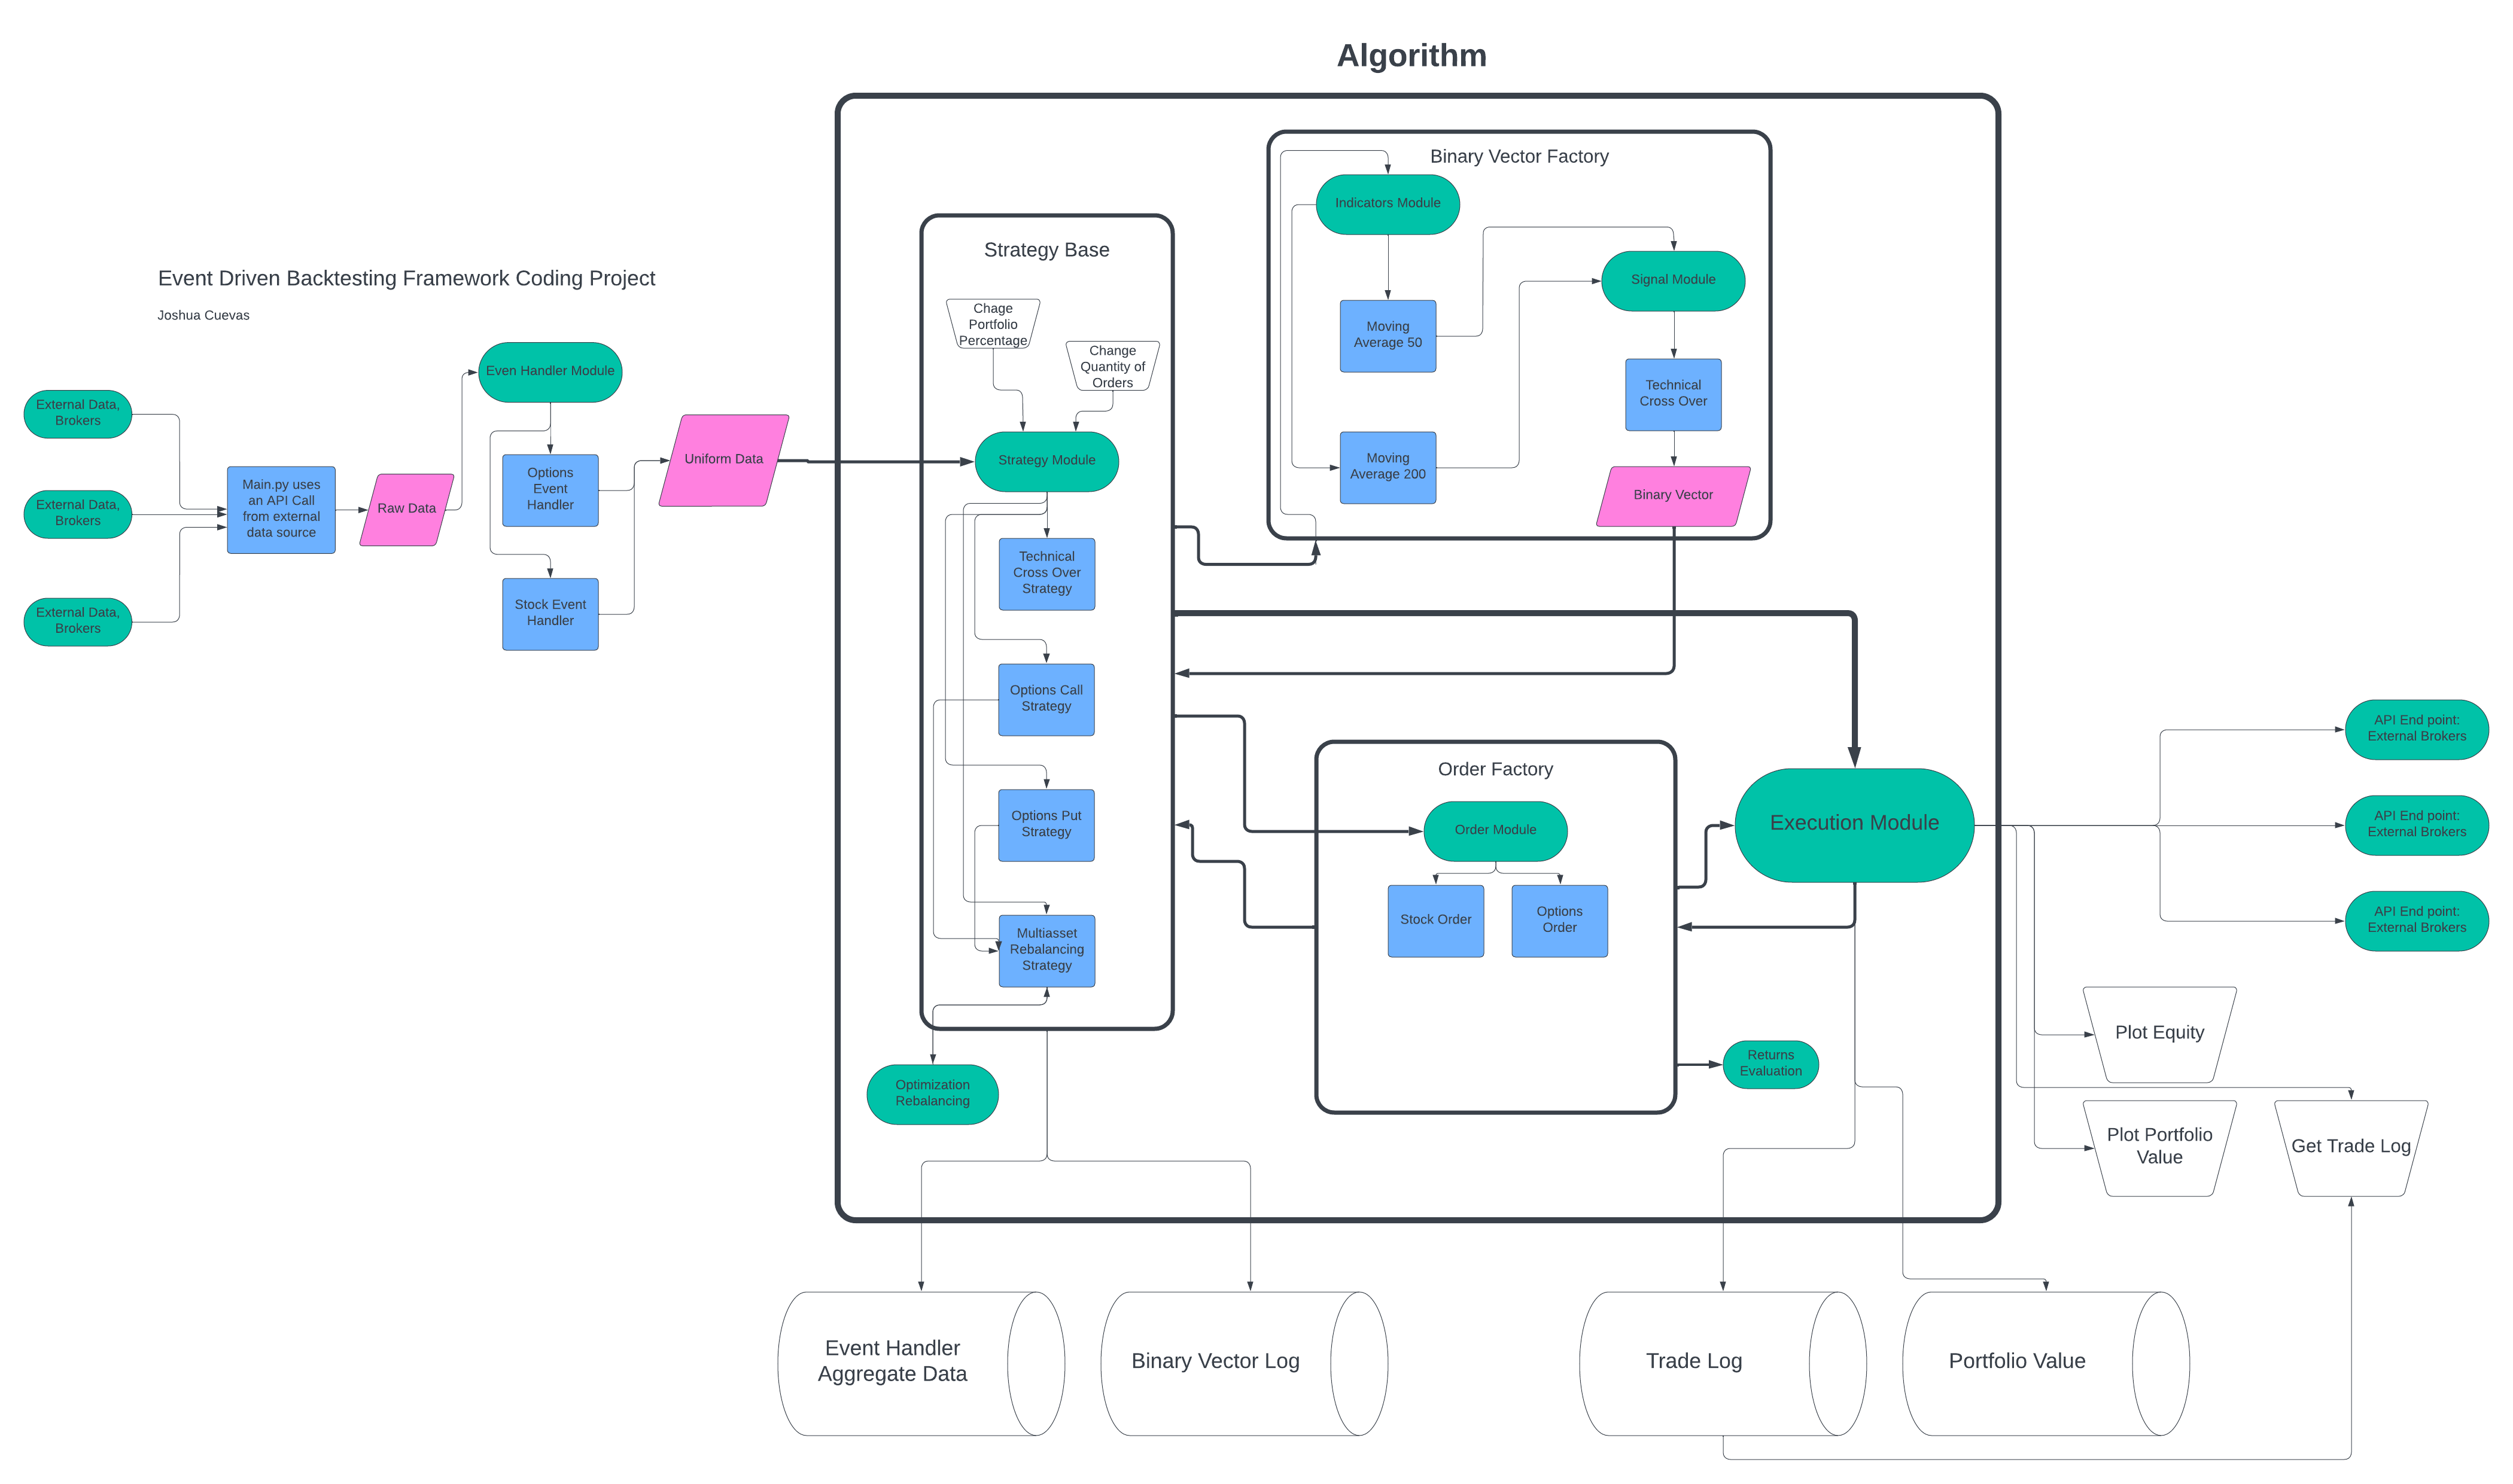 Algorithm
Event Driven Backtesting Framework Coding Project
Joshua Cuevas
External Data,
Brokers
External Data,
Brokers
External Data,
Brokers
Main.py uses
an API Call
from external
data source
Raw Data
Even Handler Module
Options
Event
Handler
Stock Event
Handler
Uniform Data
Strategy Base
Chage
Portfolio
Percentage
Change
Quantity of
Orders
Strategy Module
Technical
Cross Over
Strategy
Options Call
Strategy
Options Put
Strategy
Multiasset
Rebalancing
Strategy
Optimization
Rebalancing
Binary Vector Factory
Indicators Module
Moving
Average 50
Moving
Average 200
Signal Module
Technical
Cross Over
Binary Vector
Order Factory
Order Module
Stock Order
Options
Order
Execution Module
Returns
Evaluation
API End point:
External Brokers
API End point:
External Brokers
API End point:
External Brokers
Plot Equity
Plot Portfolio
Value
Get Trade Log
Event Handler
Aggregate Data
Binary Vector Log
Trade Log
Portfolio Value